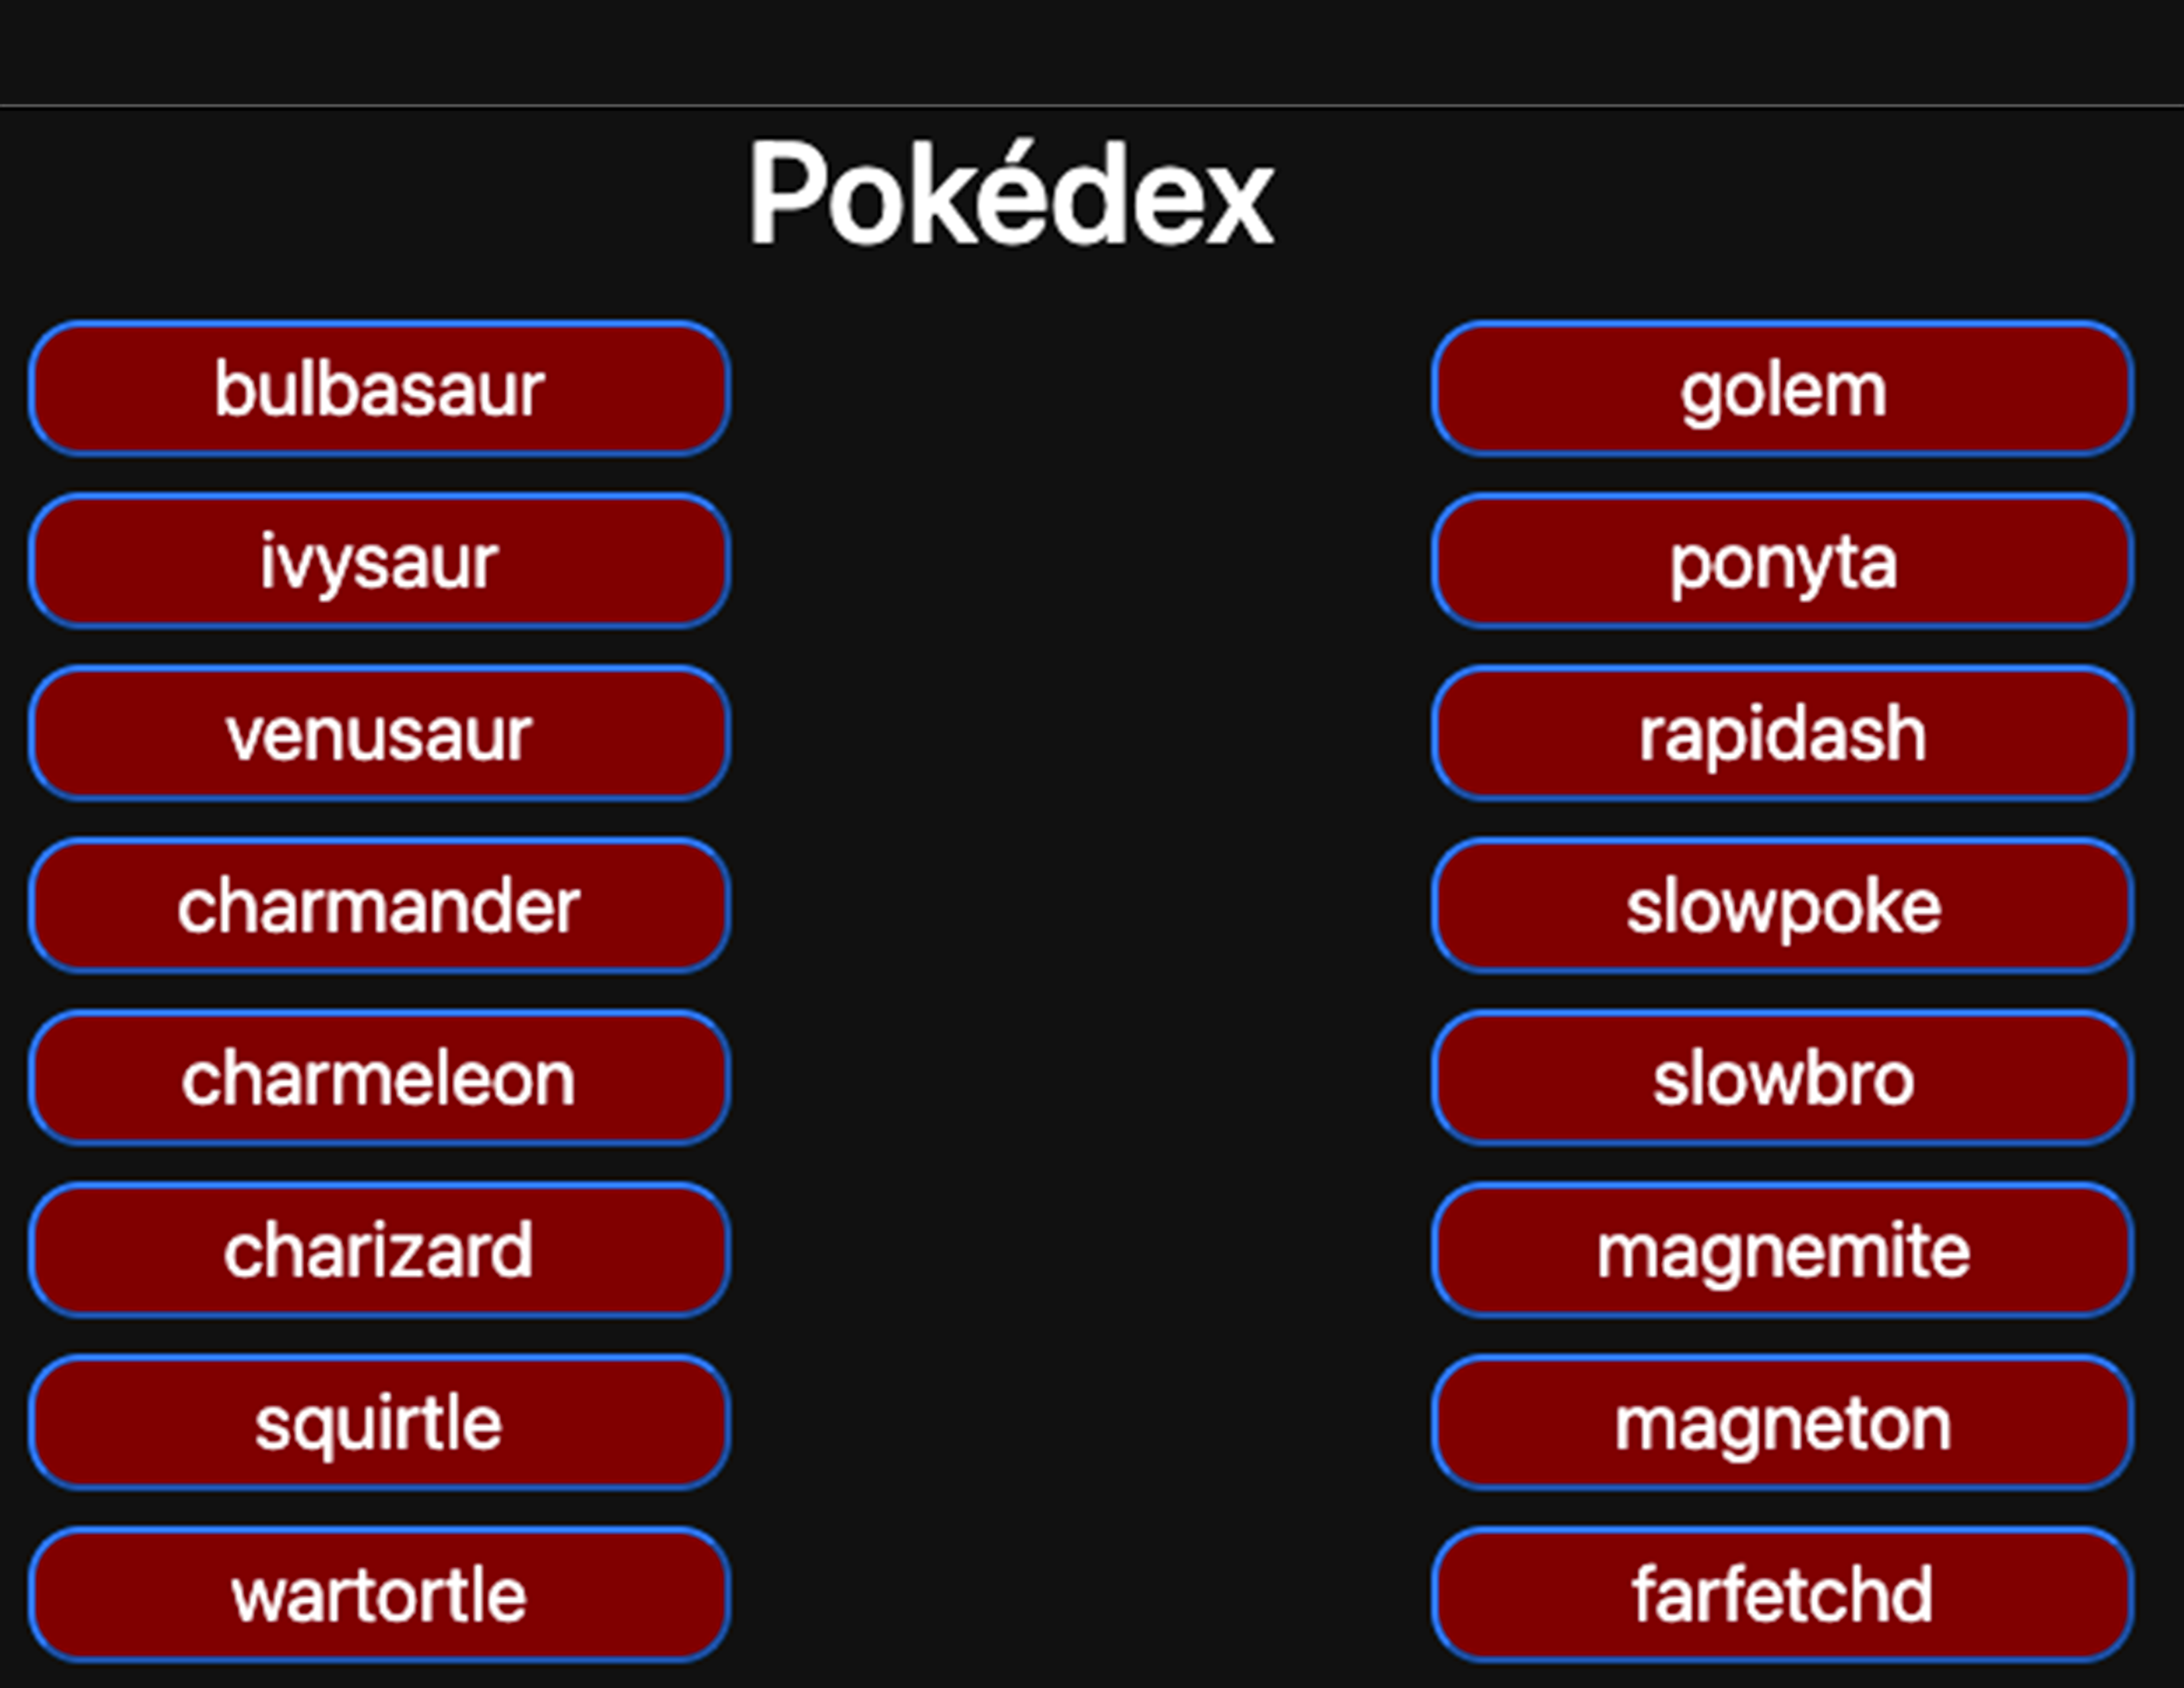 Pokédex
bulbasaur
ivysaur
venusaur
charmander
charmeleon
charizard
squirtle
wartortle
golem
ponyta
rapidash
slowpoke
slowbro
magnemite
magneton
farfetchd